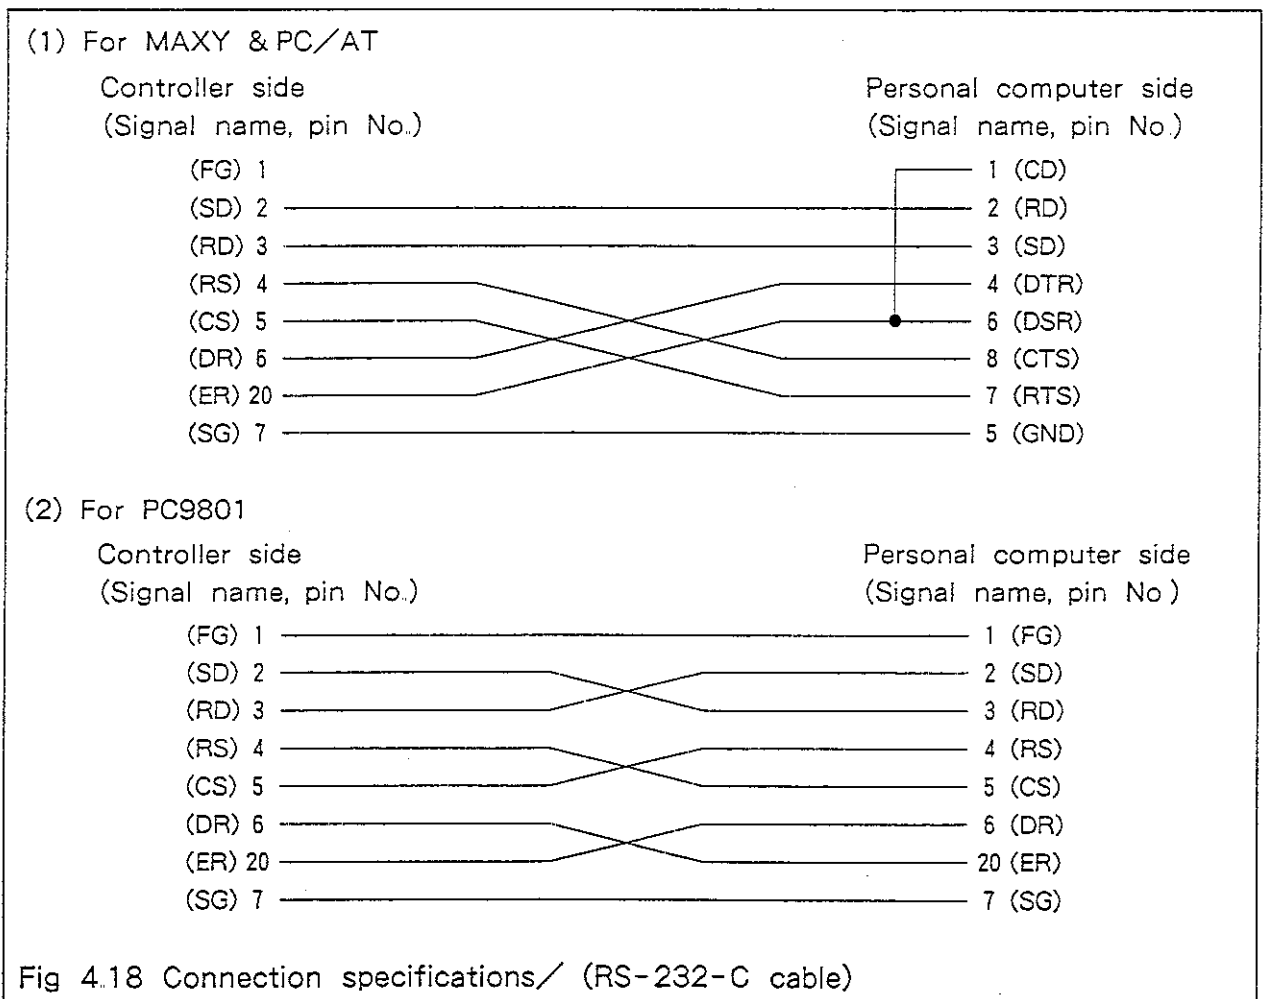 (1) For MAXY & PC/AT
Controller side Personal computer side
(Signal name, pin No.) (Signal name, pin No.)
(FG) 1 1 (CD)
(SD) 2 2 (RD)
(RD) 3 3 (SD)
(RS) 4 4 (DTR)
(CS) 5 6 (DSR)
(DR) 6 8 (CTS)
(ER) 20 7 (RTS)
(SG) 7 5 (GND)
(2) For PC9801
Controller side Personal computer side
(Signal name, pin No.) (Signal name, pin No)
(FG) 1 1 (FG)
(SD) 2 2 (SD)
(RD) 3 3 (RD)
(RS) 4 4 (RS)
(CS) 5 5 (CS)
(DR) 6 6 (DR)
(ER) 20 20 (ER)
(SG) 7 7 (SG)
Fig 4.18 Connection specifications/ (RS-232-C cable)